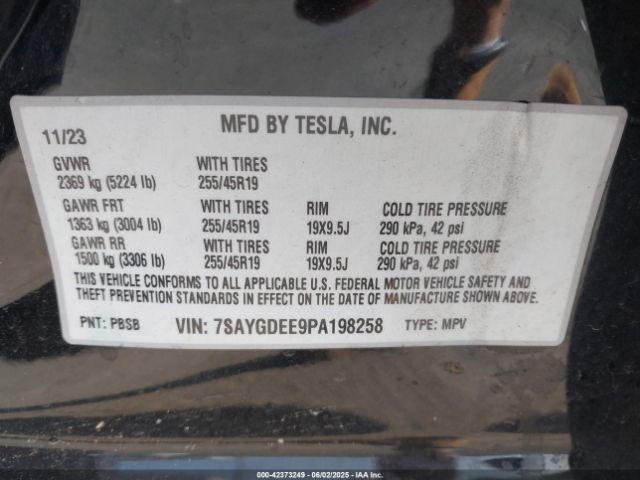 11/23 MFD BY TESLA, INC.
GVWR WITH TIRES
2369 kg (5224 lb) 255/45R19
GAWR FRT WITH TIRES RIM COLD TIRE PRESSURE
1363 kg (3004 lb) 255/45R19 19X9.5J 290 kPa, 42 psi
GAWR RR WITH TIRES RIM COLD TIRE PRESSURE
1500 kg (3306 lb) 255/45R19 19X9.5J 290 kPa, 42 psi
THIS VEHICLE CONFORMS TO ALL APPLICABLE U.S. FEDERAL MOTOR VEHICLE SAFETY AND
THEFT PREVENTION STANDARDS IN EFFECT ON THE DATE OF MANUFACTURE SHOWN ABOVE.
PNT: PBSB VIN: 7SAYGDEE9PA198258 TYPE: MPV
000-42373249 - 06/02/2025 - IAA Inc.